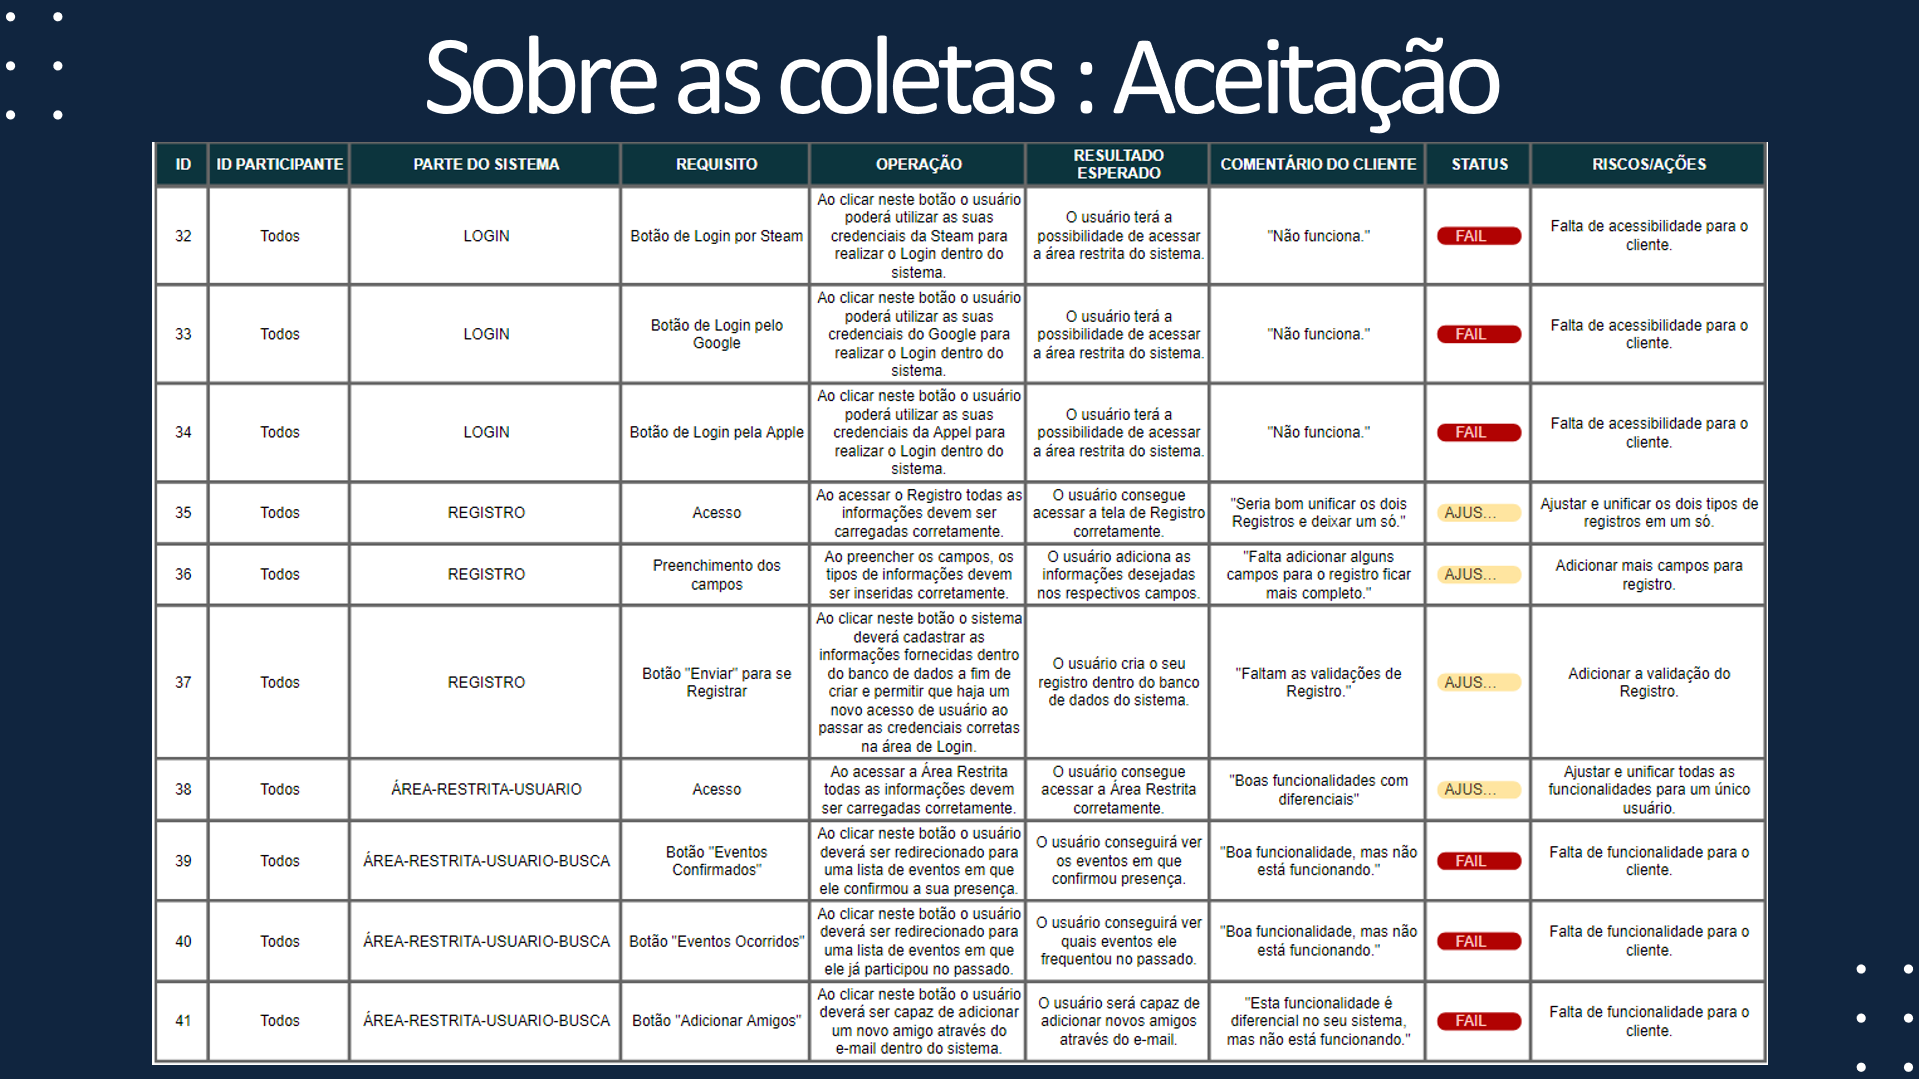 Sobre as coletas : Aceitação
ID
ID PARTICIPANTE
PARTE DO SISTEMA
REQUISITO
OPERAÇÃO
RESULTADO
ESPERADO
COMENTÁRIO DO CLIENTE
STATUS
RISCOS/AÇÕES
32
Todos
LOGIN
Botão de Login por Steam
Ao clicar neste botão o usuário
poderá utilizar as suas
credenciais da Steam para
realizar o Login dentro do
sistema.
O usuário terá a
possibilidade de acessar
a área restrita do sistema.
"Não funciona."
FAIL
Falta de acessibilidade para o
cliente.
33
Todos
LOGIN
Botão de Login pelo
Google
Ao clicar neste botão o usuário
poderá utilizar as suas
credenciais do Google para
realizar o Login dentro do
sistema.
O usuário terá a
possibilidade de acessar
a área restrita do sistema.
"Não funciona."
FAIL
Falta de acessibilidade para o
cliente.
34
Todos
LOGIN
Botão de Login pela Apple
Ao clicar neste botão o usuário
poderá utilizar as suas
credenciais da Appel para
realizar o Login dentro do
sistema.
O usuário terá a
possibilidade de acessar
a área restrita do sistema.
"Não funciona."
FAIL
Falta de acessibilidade para o
cliente.
35
Todos
REGISTRO
Acesso
Ao acessar o Registro todas as
informações devem ser
carregadas corretamente.
O usuário consegue
acessar a tela de Registro
corretamente.
"Seria bom unificar os dois
Registros e deixar um só."
AJUS...
Ajustar e unificar os dois tipos de
registros em um só.
36
Todos
REGISTRO
Preenchimento dos
campos
Ao preencher os campos, os
tipos de informações devem
ser inseridas corretamente.
O usuário adiciona as
informações desejadas
nos respectivos campos.
"Falta adicionar alguns
campos para o registro ficar
mais completo."
AJUS...
Adicionar mais campos para
registro.
37
Todos
REGISTRO
Botão "Enviar" para se
Registrar
Ao clicar neste botão o sistema
deverá cadastrar as
informações fornecidas dentro
do banco de dados a fim de
criar e permitir que haja um
novo acesso de usuário ao
passar as credenciais corretas
na área de Login.
O usuário cria o seu
registro dentro do banco
de dados do sistema.
"Faltam as validações de
Registro."
AJUS...
Adicionar a validação do
Registro.
38
Todos
ÁREA-RESTRITA-USUARIO
Acesso
Ao acessar a Área Restrita
todas as informações devem
ser carregadas corretamente.
O usuário consegue
acessar a Área Restrita
corretamente.
"Boas funcionalidades com
diferenciais"
AJUS...
Ajustar e unificar todas as
funcionalidades para um único
usuário.
39
Todos
ÁREA-RESTRITA-USUARIO-BUSCA
Botão "Eventos
Confirmados"
Ao clicar neste botão o usuário
deverá ser redirecionado para
uma lista de eventos em que
ele confirmou a sua presença.
O usuário conseguirá ver
os eventos em que
confirmou presença.
"Boa funcionalidade, mas não
está funcionando."
FAIL
Falta de funcionalidade para o
cliente.
40
Todos
ÁREA-RESTRITA-USUARIO-BUSCA
Botão "Eventos Ocorridos"
Ao clicar neste botão o usuário
deverá ser redirecionado para
uma lista de eventos em que
ele já participou no passado.
O usuário conseguirá ver
quais eventos ele
frequentou no passado.
"Boa funcionalidade, mas não
está funcionando."
FAIL
Falta de funcionalidade para o
cliente.
41
Todos
ÁREA-RESTRITA-USUARIO-BUSCA
Botão "Adicionar Amigos"
Ao clicar neste botão o usuário
deverá ser capaz de adicionar
um novo amigo através do
e-mail dentro do sistema.
O usuário será capaz de
adicionar novos amigos
através do e-mail.
"Esta funcionalidade é
diferencial no seu sistema,
mas não está funcionando."
FAIL
Falta de funcionalidade para o
cliente.